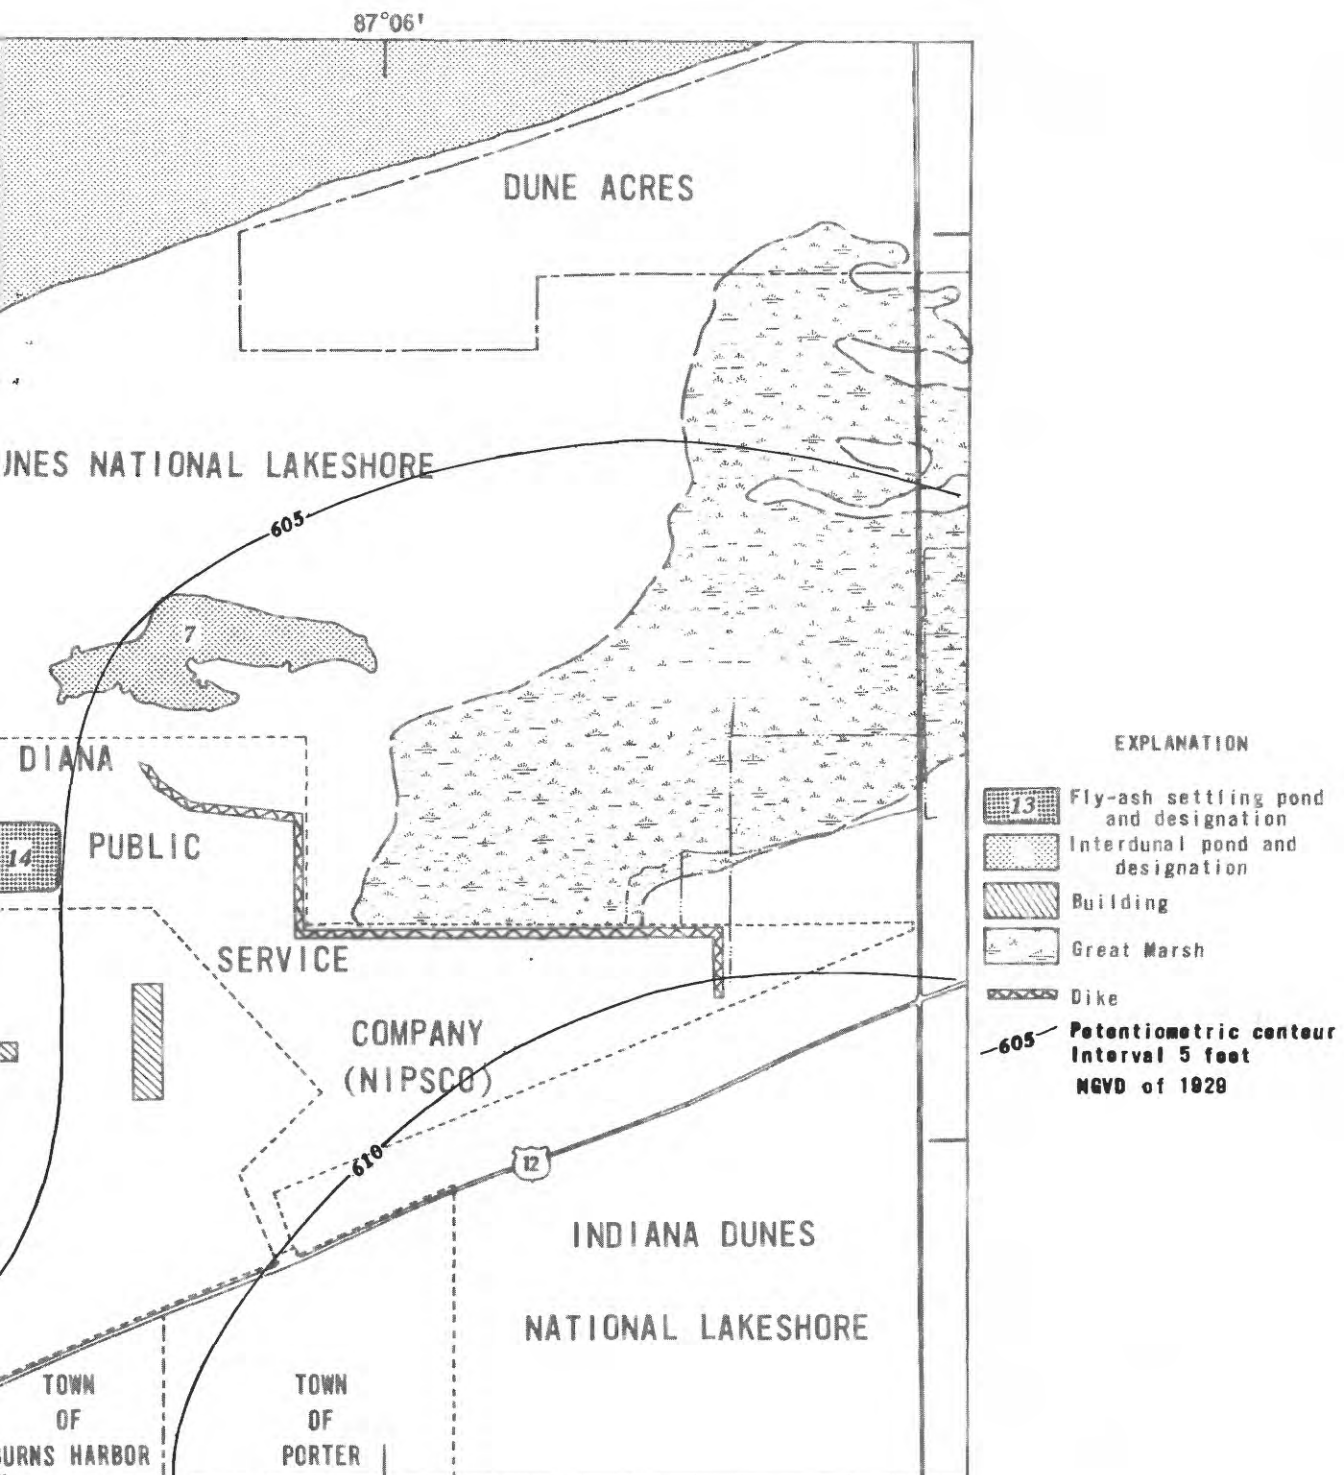 87°06'
DUNE ACRES
UNES NATIONAL LAKESHORE
605
7
DIANA
14
PUBLIC
SERVICE
COMPANY
(NIPSCO)
610
12
INDIANA DUNES
NATIONAL LAKESHORE
TOWN
OF
BURNS HARBOR
TOWN
OF
PORTER
EXPLANATION
13 Fly-ash settling pond
and designation
Interdunal pond and
designation
Building
Great Marsh
Dike
605 Potentiometric contour
Interval 5 feet
NGVD of 1929